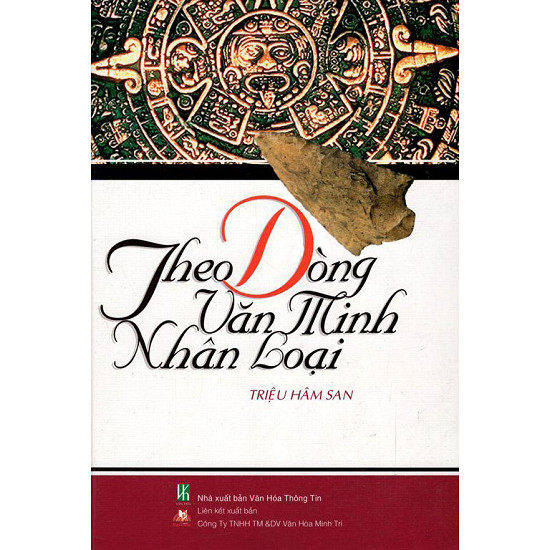 Theo Dòng
Văn Minh
Nhân Loại
TRIỆU HÂM SAN
Nhà xuất bản Văn Hóa Thông Tin
Liên kết xuất bản
Công Ty TNHH TM &DV Văn Hóa Minh Trí